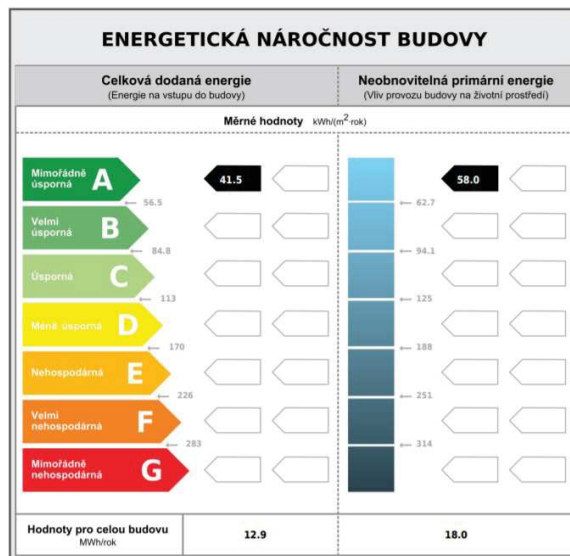 ENERGETICKÁ NÁROČNOST BUDOVY
Celková dodaná energie
(Energie na vstupu do budovy)
Neobnovitelná primární energie
(Vliv provozu budovy na životní prostředí)
Měrné hodnoty kWh/(m²·rok)
Mimořádně
úsporná
A
41.5
58.0
← 56.5
← 62.7
Velmi
úsporná
B
← 84.8
← 94.1
Úsporná
C
← 113
← 125
Méně úsporná
D
← 170
← 188
Nehospodárná
E
← 226
← 251
Velmi
nehospodárná
F
← 283
← 314
Mimořádně
nehospodárná
G
Hodnoty pro celou budovu
MWh/rok
12.9
18.0